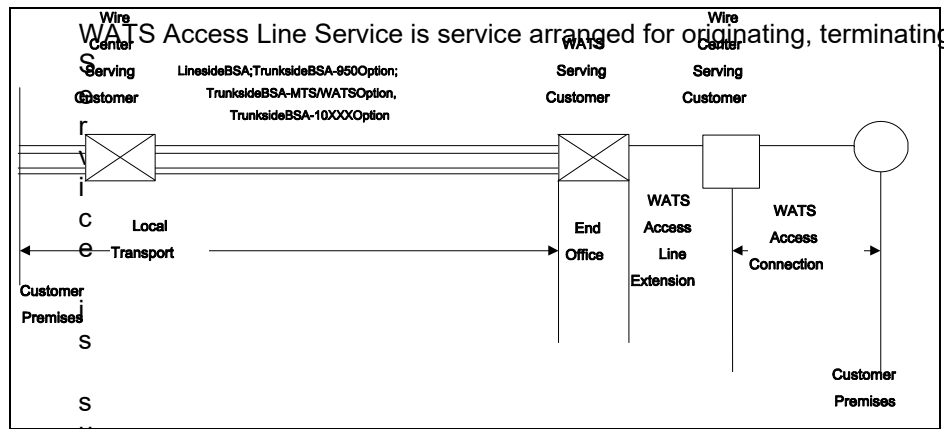 WATS Access Line Service is service arranged for originating, terminating
Service is s
Wire
Center
Serving
Customer
LinesideBSA;TrunksideBSA-950Option;
TrunksideBSA-MTS/WATSOption,
TrunksideBSA-10XXXOption
WATS
Serving
Customer
Wire
Center
Serving
Customer
Local
Transport
End
Office
WATS
Access
Line
Extension
WATS
Access
Connection
Customer
Premises
Customer
Premises